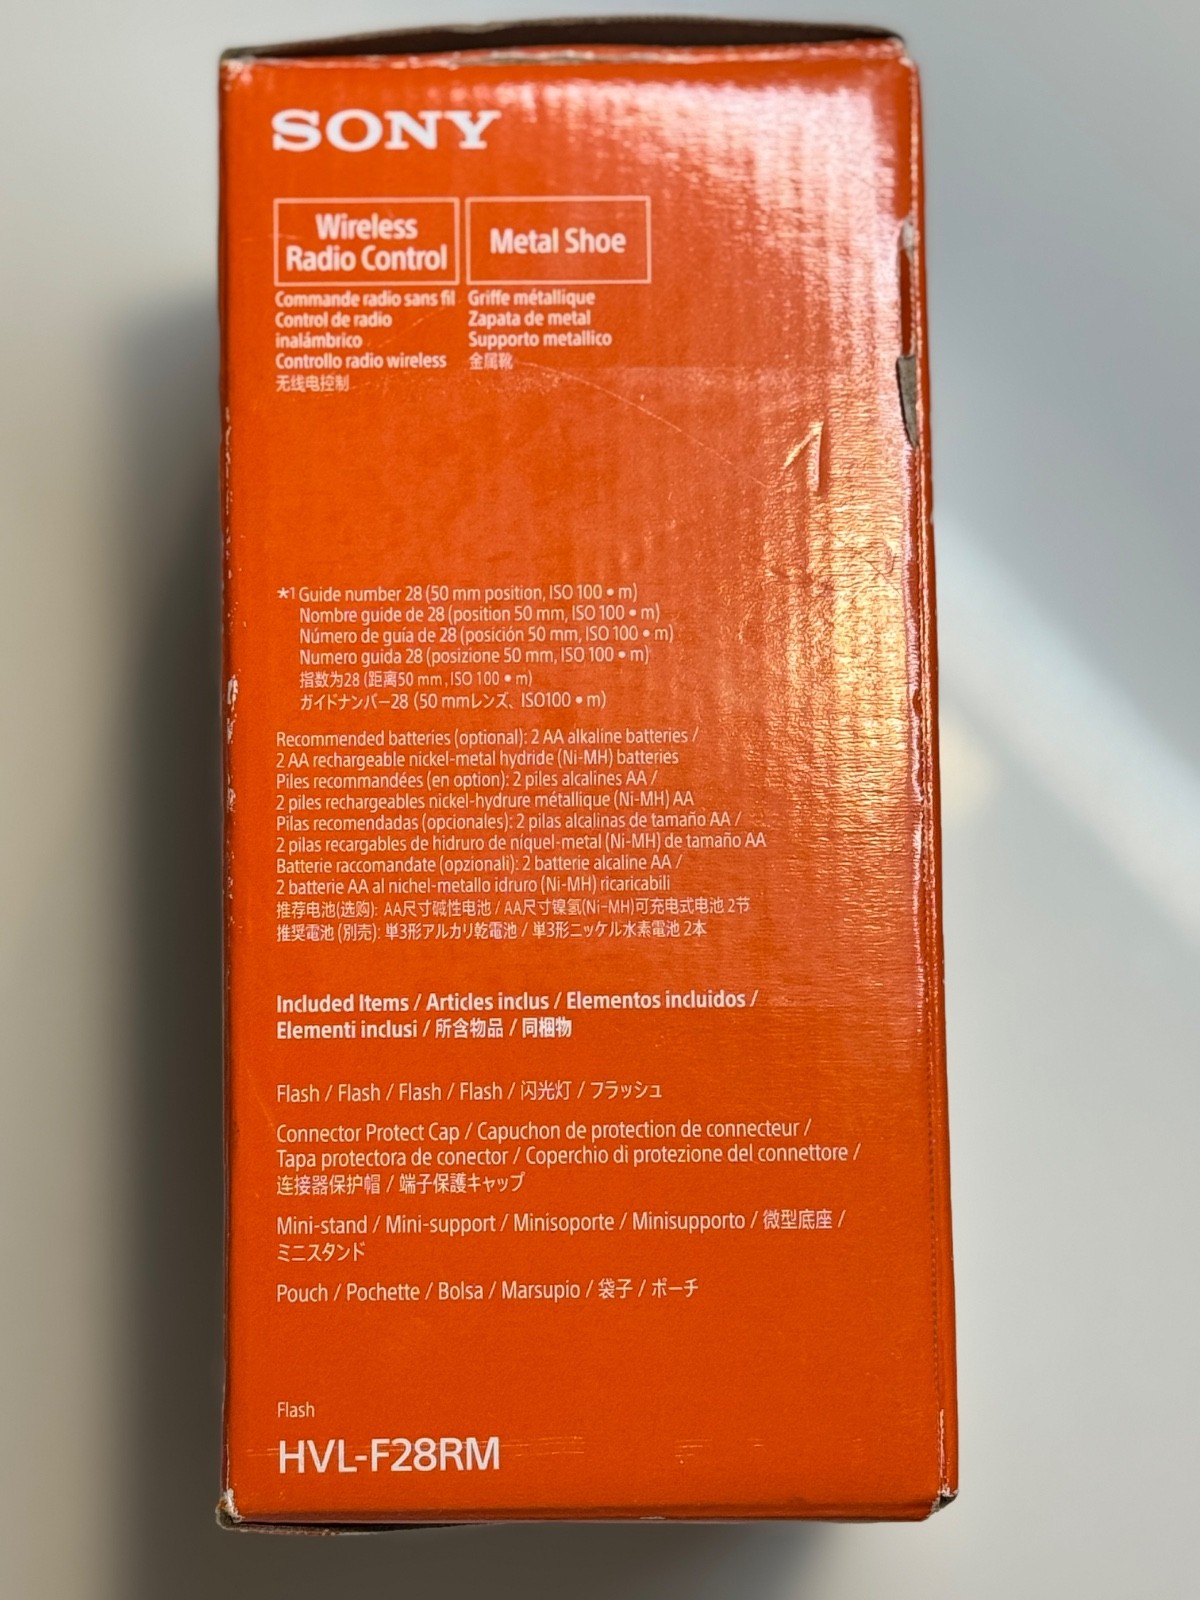 SONY
Wireless
Radio Control
Commande radio sans fil
Control de radio
inalámbrico
Controllo radio wireless
无线电控制
Metal Shoe
Griffe métallique
Zapata de metal
Supporto metallico
金属靴
*1 Guide number 28 (50 mm position, ISO 100 • m)
Nombre guide de 28 (position 50 mm, ISO 100 • m)
Número de guía de 28 (posición 50 mm, ISO 100 • m)
Numero guida 28 (posizione 50 mm, ISO 100 • m)
指数为28 (距离50 mm, ISO 100 • m)
ガイドナンバー28 (50 mmレンズ、ISO100 • m)
Recommended batteries (optional): 2 AA alkaline batteries /
2 AA rechargeable nickel-metal hydride (Ni-MH) batteries
Piles recommandées (en option): 2 piles alcalines AA /
2 piles rechargeables nickel-hydrure métallique (Ni-MH) AA
Pilas recomendadas (opcionales): 2 pilas alcalinas de tamaño AA /
2 pilas recargables de hidruro de níquel-metal (Ni-MH) de tamaño AA
Batterie raccomandate (opzionali): 2 batterie alcaline AA /
2 batterie AA al nichel-metallo idruro (Ni-MH) ricaricabili
推荐电池(选购): AA尺寸碱性电池 / AA尺寸镍氢(Ni-MH)可充电式电池 2节
推奨電池 (別売): 単3形アルカリ乾電池 / 単3形ニッケル水素電池 2本
Included Items / Articles inclus / Elementos incluidos /
Elementi inclusi / 所含物品 / 同梱物
Flash / Flash / Flash / Flash / 闪光灯 / フラッシュ
Connector Protect Cap / Capuchon de protection de connecteur /
Tapa protectora de conector / Coperchio di protezione del connettore /
连接器保护帽 / 端子保護キャップ
Mini-stand / Mini-support / Minisoporte / Minisupporto / 微型底座 /
ミニスタンド
Pouch / Pochette / Bolsa / Marsupio / 袋子 / ポーチ
Flash
HVL-F28RM